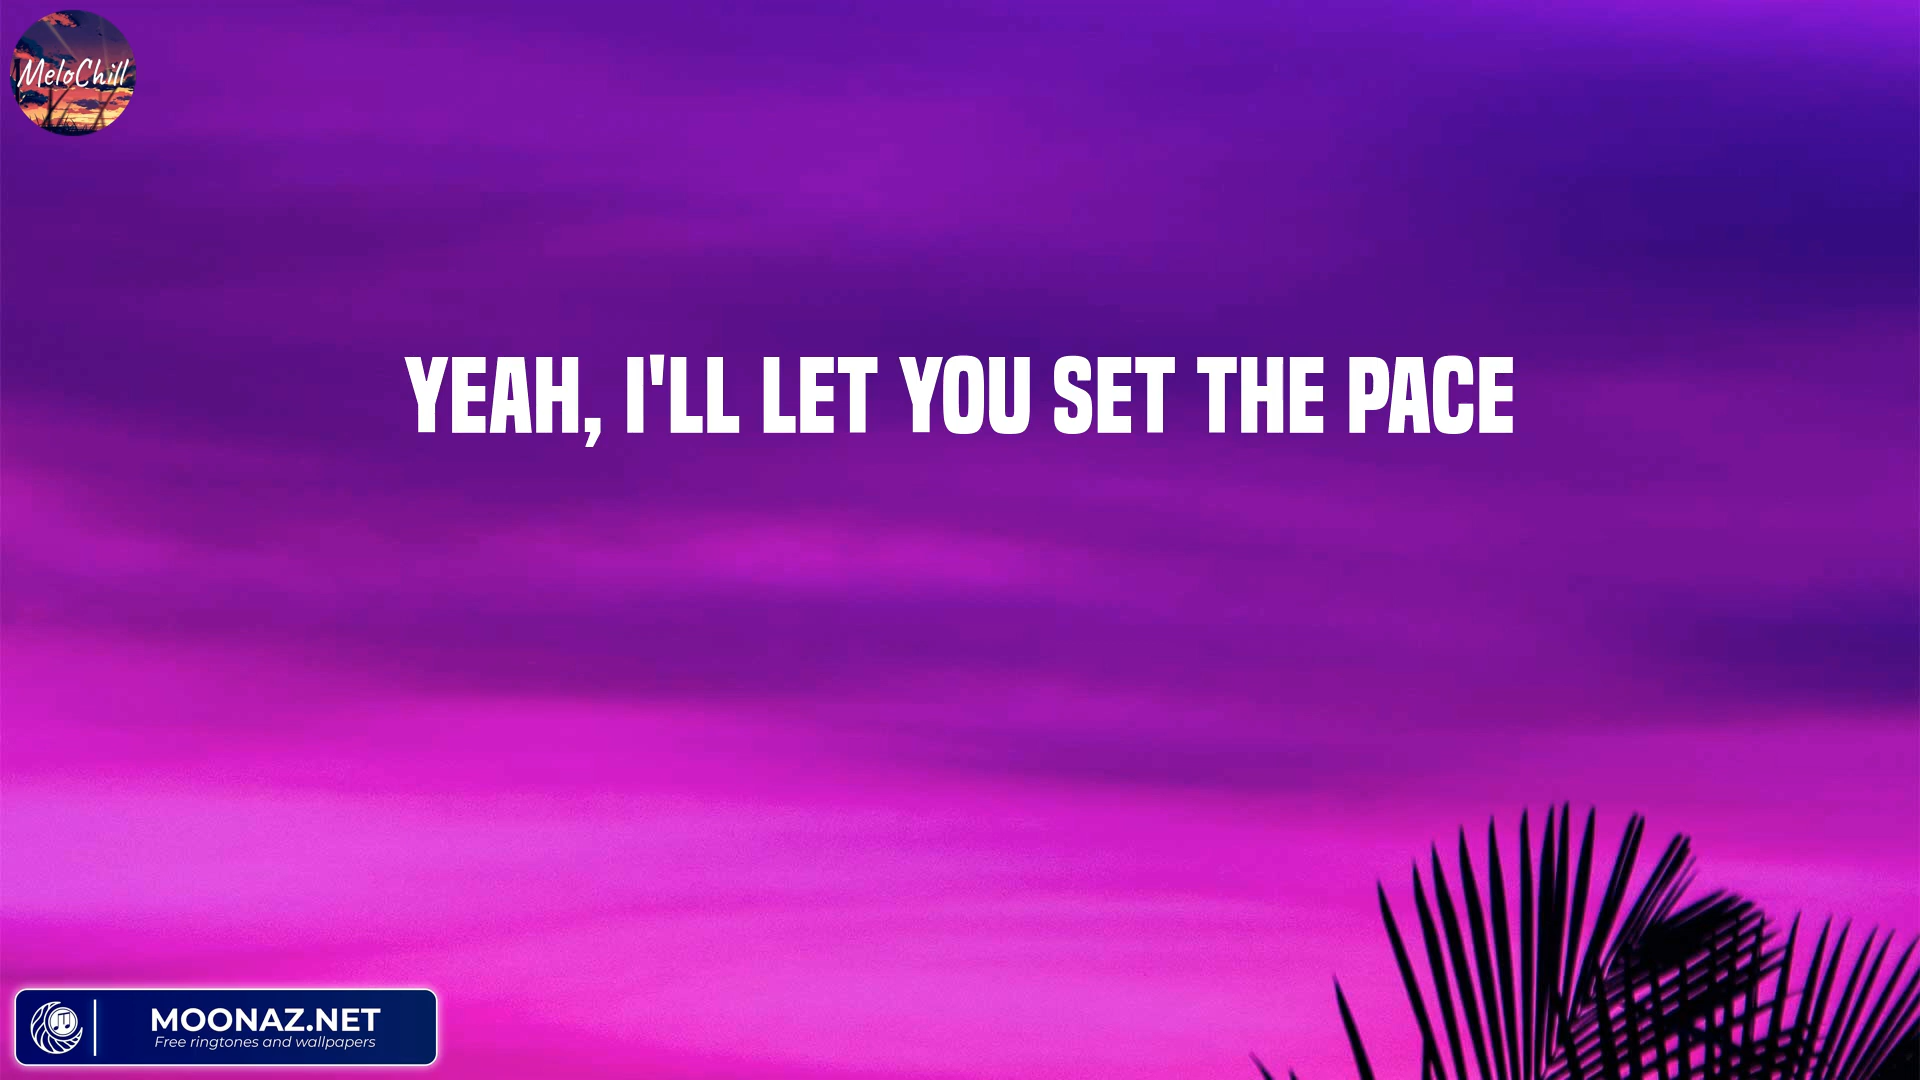 MeloChill
YEAH, I'LL LET YOU SET THE PACE
MOONAZ.NET
Free ringtones and wallpapers